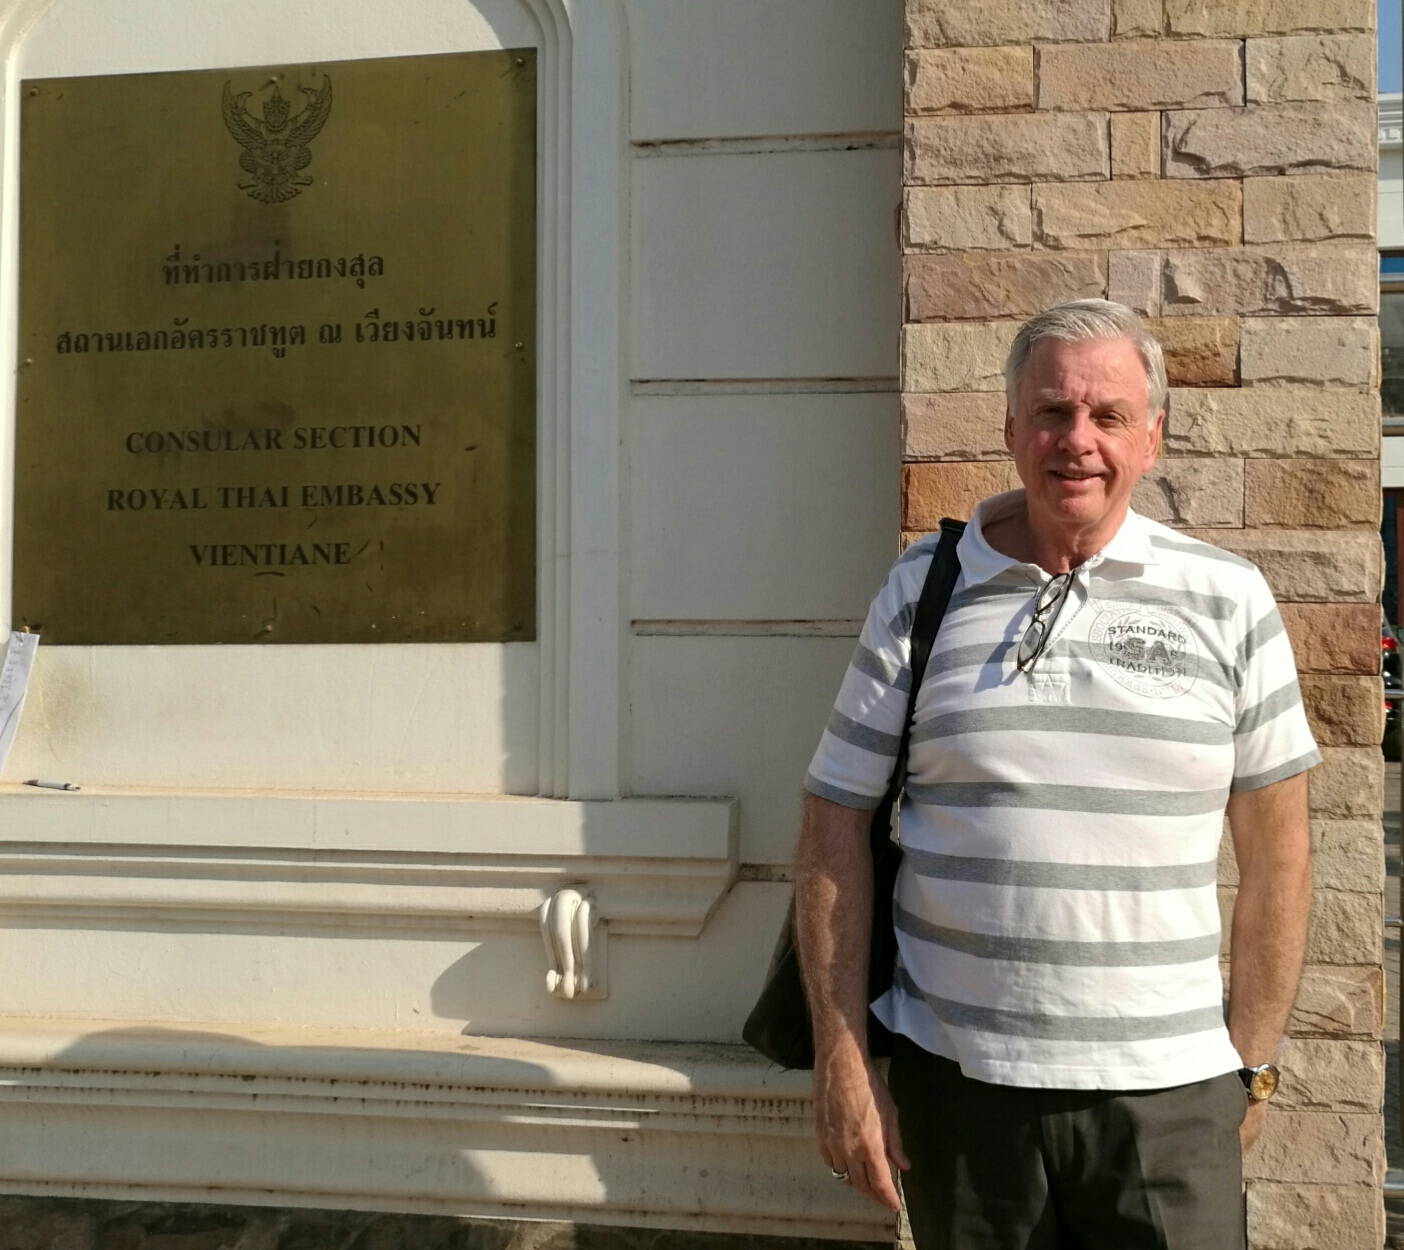 ที่ทำการฝ่ายกงสุล
สถานเอกอัครราชทูต ณ เวียงจันทน์
CONSULAR SECTION
ROYAL THAI EMBASSY
VIENTIANE
STANDARD
TRADITION